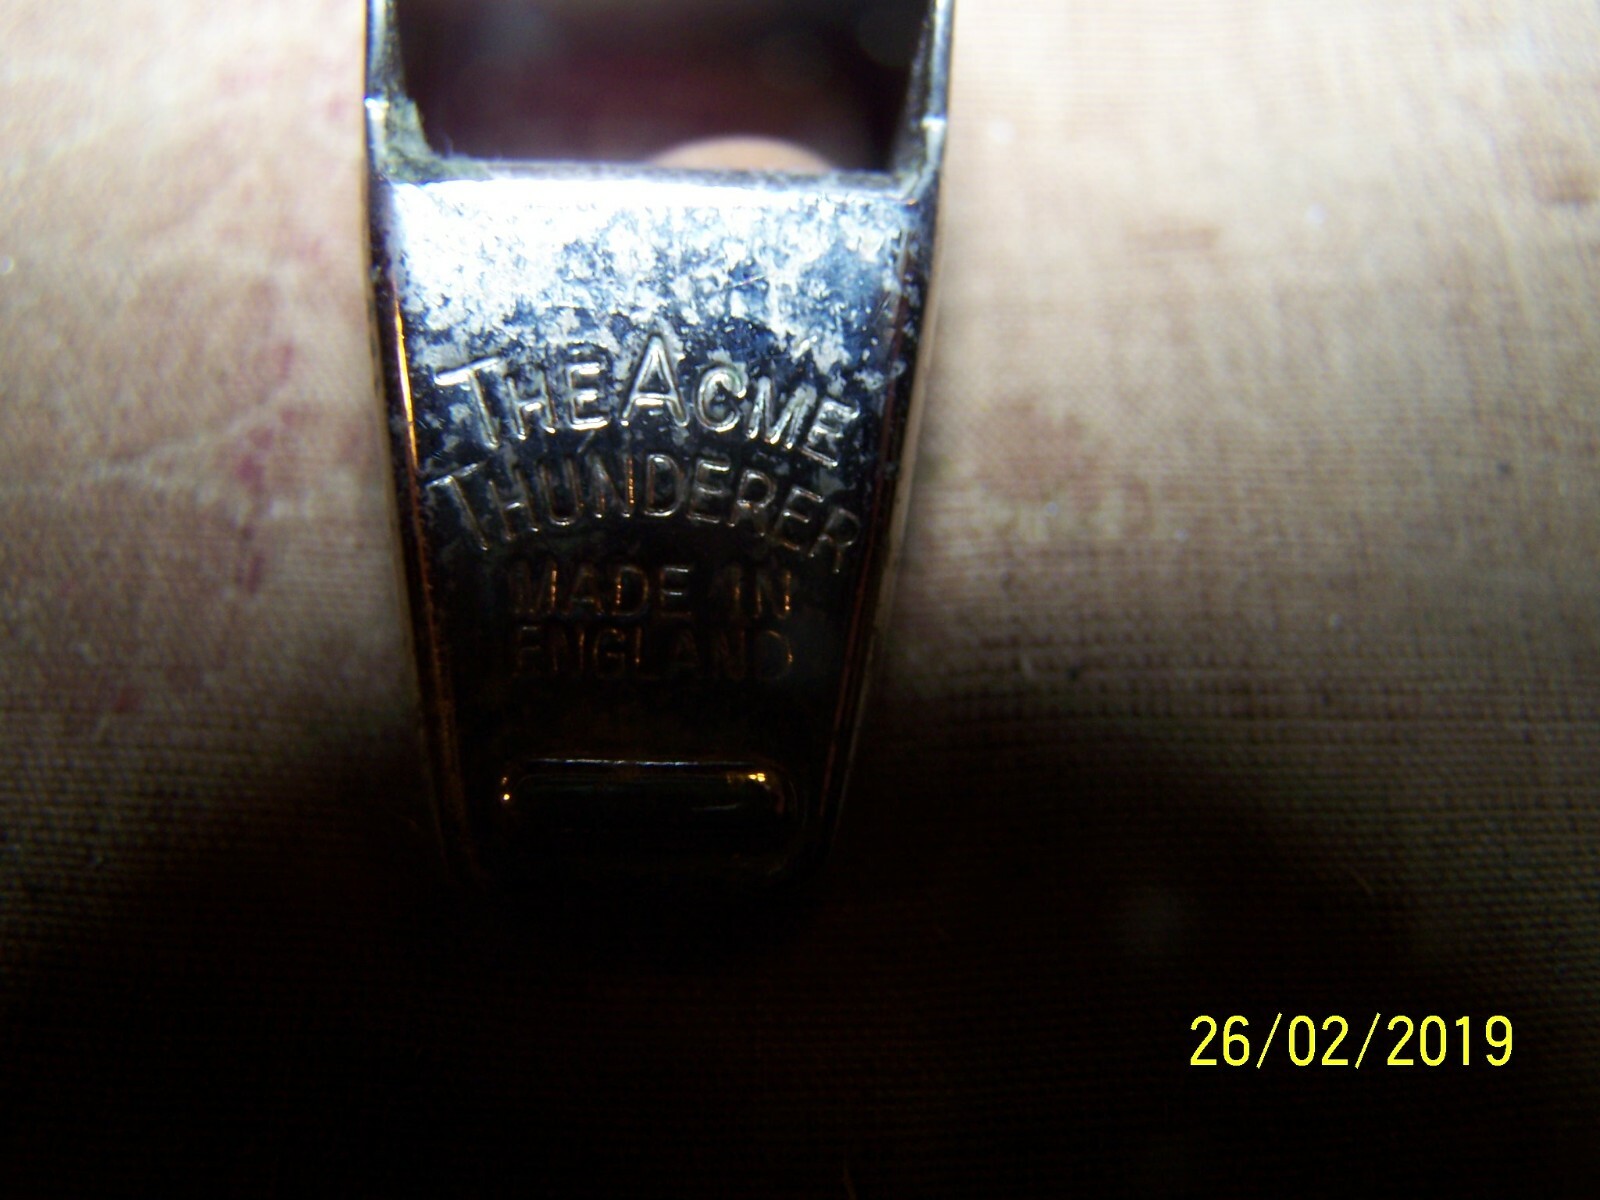 THE ACME
THUNDERER
MADE IN
ENGLAND
26/02/2019